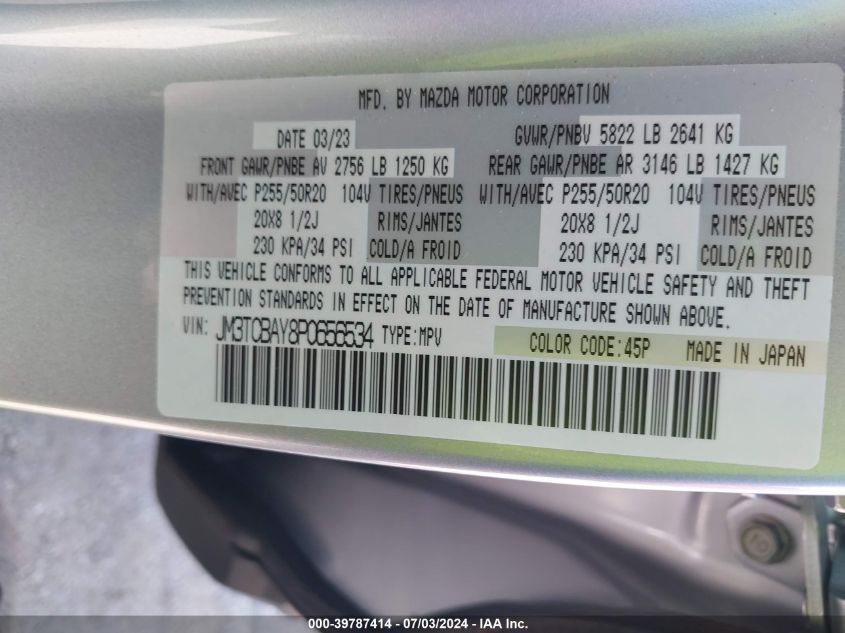 MFD. BY MAZDA MOTOR CORPORATION
DATE 03/23 GVWR/PNBV 5822 LB 2641 KG
FRONT GAWR/PNBE AV 2756 LB 1250 KG REAR GAWR/PNBE AR 3146 LB 1427 KG
WITH/AVEC P255/50R20 104V TIRES/PNEUS WITH/AVEC P255/50R20 104V TIRES/PNEUS
20X8 1/2J RIMS/JANTES 20X8 1/2J RIMS/JANTES
230 KPA/34 PSI COLD/A FROID 230 KPA/34 PSI COLD/A FROID
THIS VEHICLE CONFORMS TO ALL APPLICABLE FEDERAL MOTOR VEHICLE SAFETY AND THEFT
PREVENTION STANDARDS IN EFFECT ON THE DATE OF MANUFACTURE SHOWN ABOVE.
VIN: JM3TCBAY8P0656534 TYPE:MPV COLOR CODE:45P MADE IN JAPAN
000-39787414 - 07/03/2024 - IAA Inc.